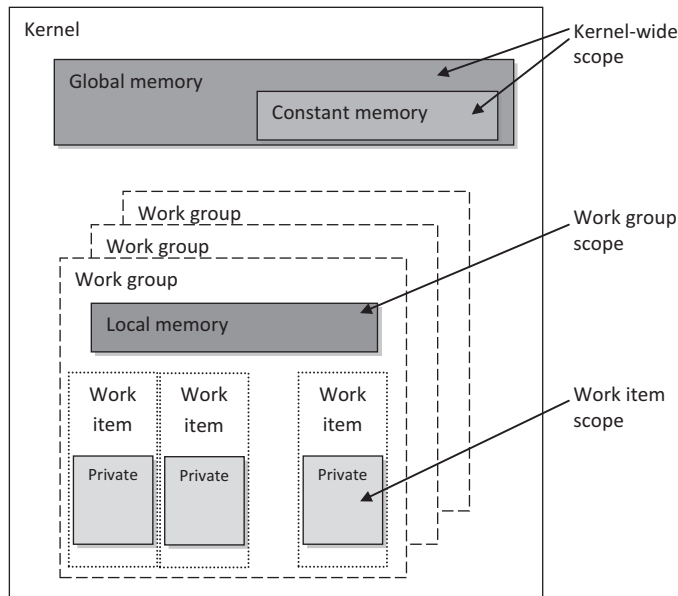 Kernel
Kernel-wide
scope
Global memory
Constant memory
Work group
Work group
Work group
Work group
scope
Local memory
Work
item
Work
item
Work
item
Work item
scope
Private
Private
Private